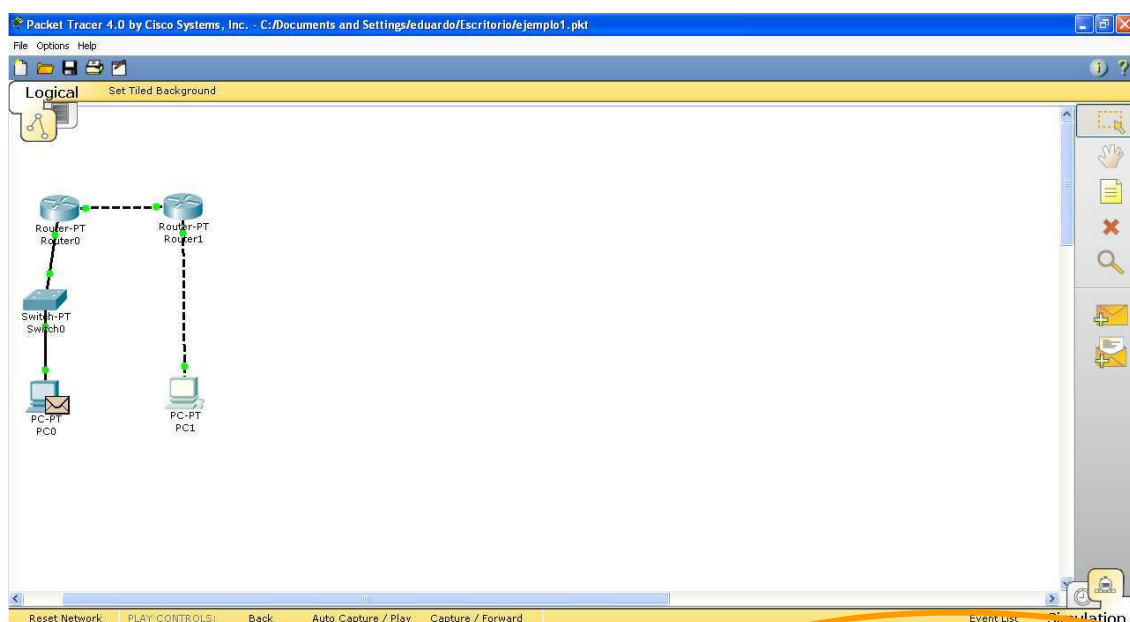 Packet Tracer 4.0 by Cisco Systems, Inc. - C:/Documents and Settings/eduardo/Escritorio/ejemplo1.pkt
File Options Help
Logical Set Tiled Background
Router-PT
Router0
Router-PT
Router1
Switch-PT
Switch0
PC-PT
PC0
PC-PT
PC1
Reset Network PLAY CONTROLS: Back Auto Capture / Play Capture / Forward Event List Simulation